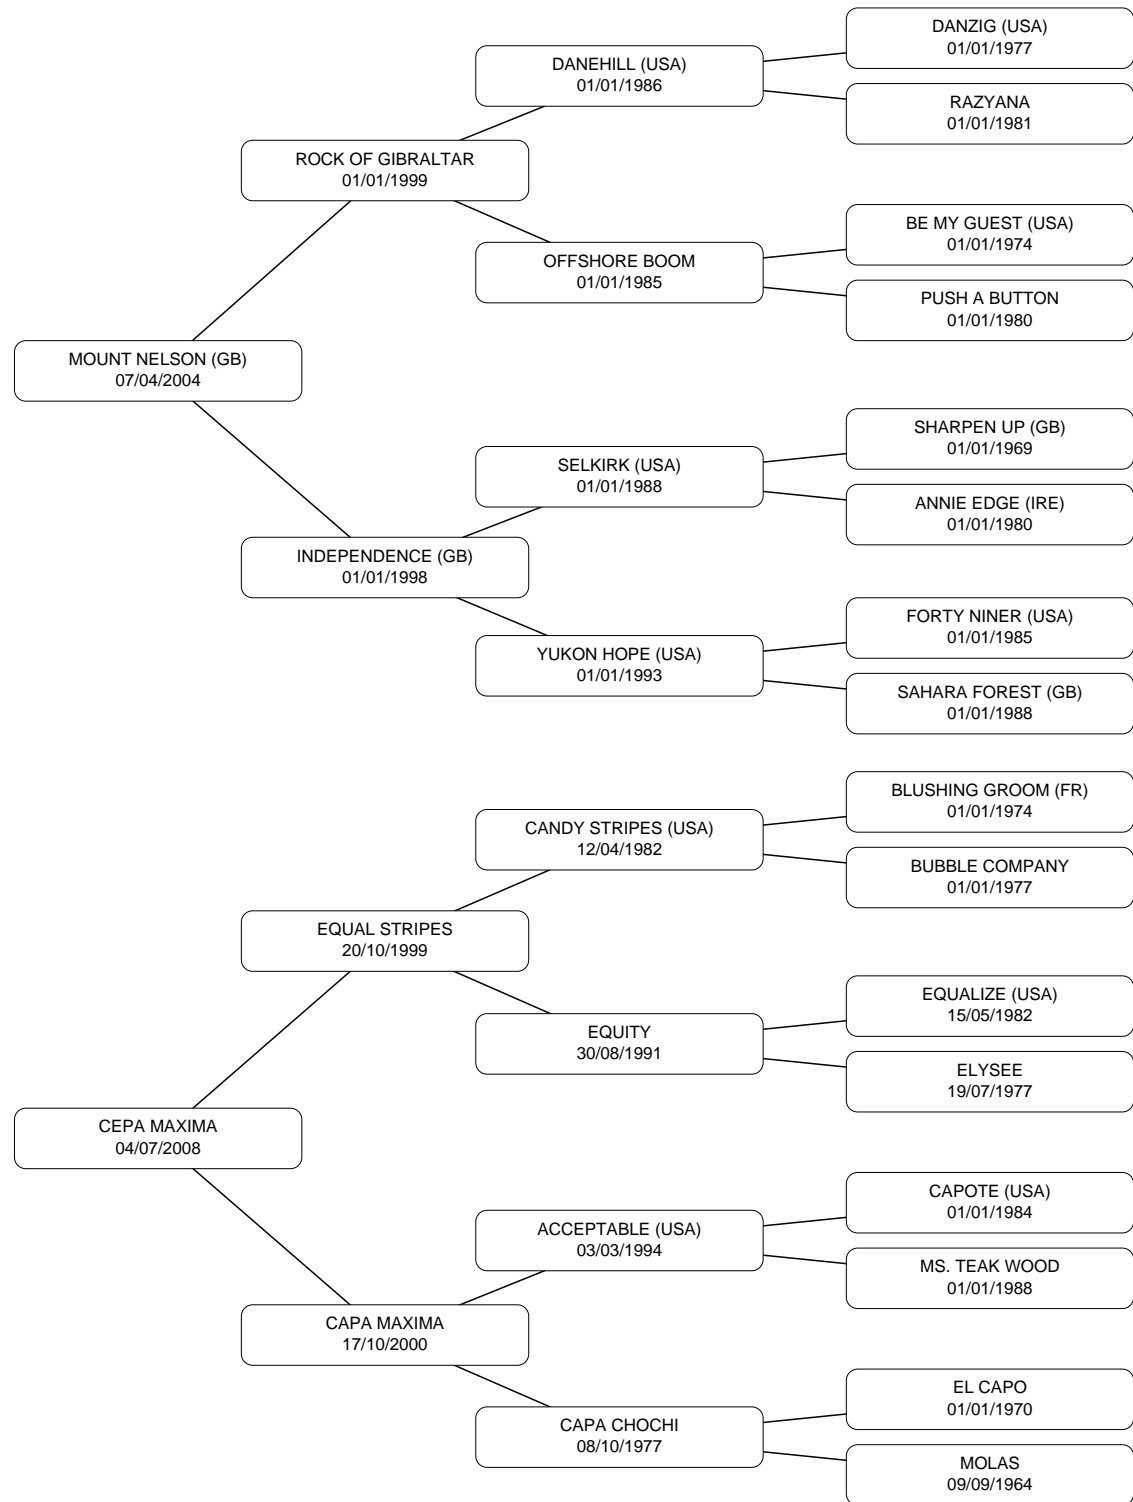 DANZIG (USA)
01/01/1977
DANEHILL (USA)
01/01/1986
RAZYANA
01/01/1981
ROCK OF GIBRALTAR
01/01/1999
BE MY GUEST (USA)
01/01/1974
OFFSHORE BOOM
01/01/1985
PUSH A BUTTON
01/01/1980
MOUNT NELSON (GB)
07/04/2004
SHARPEN UP (GB)
01/01/1969
SELKIRK (USA)
01/01/1988
ANNIE EDGE (IRE)
01/01/1980
INDEPENDENCE (GB)
01/01/1998
FORTY NINER (USA)
01/01/1985
YUKON HOPE (USA)
01/01/1993
SAHARA FOREST (GB)
01/01/1988
BLUSHING GROOM (FR)
01/01/1974
CANDY STRIPES (USA)
12/04/1982
BUBBLE COMPANY
01/01/1977
EQUAL STRIPES
20/10/1999
EQUALIZE (USA)
15/05/1982
EQUITY
30/08/1991
ELYSEE
19/07/1977
CEPA MAXIMA
04/07/2008
CAPOTE (USA)
01/01/1984
ACCEPTABLE (USA)
03/03/1994
MS. TEAK WOOD
01/01/1988
CAPA MAXIMA
17/10/2000
EL CAPO
01/01/1970
CAPA CHOCHI
08/10/1977
MOLAS
09/09/1964